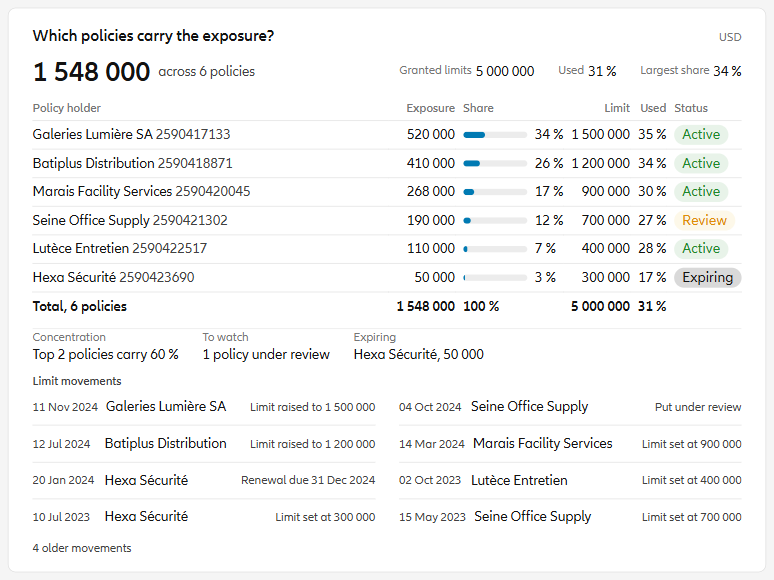 Which policies carry the exposure? USD
1 548 000 across 6 policies Granted limits 5 000 000 Used 31 % Largest share 34 %
Policy holder Exposure Share Limit Used Status
Galeries Lumière SA 2590417133 520 000 34 % 1 500 000 35 % Active
Batiplus Distribution 2590418871 410 000 26 % 1 200 000 34 % Active
Marais Facility Services 2590420045 268 000 17 % 900 000 30 % Active
Seine Office Supply 2590421302 190 000 12 % 700 000 27 % Review
Lutèce Entretien 2590422517 110 000 7 % 400 000 28 % Active
Hexa Sécurité 2590423690 50 000 3 % 300 000 17 % Expiring
Total, 6 policies 1 548 000 100 % 5 000 000 31 %
Concentration To watch Expiring
Top 2 policies carry 60 % 1 policy under review Hexa Sécurité, 50 000
Limit movements
11 Nov 2024 Galeries Lumière SA Limit raised to 1 500 000 04 Oct 2024 Seine Office Supply Put under review
12 Jul 2024 Batiplus Distribution Limit raised to 1 200 000 14 Mar 2024 Marais Facility Services Limit set at 900 000
20 Jan 2024 Hexa Sécurité Renewal due 31 Dec 2024 02 Oct 2023 Lutèce Entretien Limit set at 400 000
10 Jul 2023 Hexa Sécurité Limit set at 300 000 15 May 2023 Seine Office Supply Limit set at 700 000
4 older movements